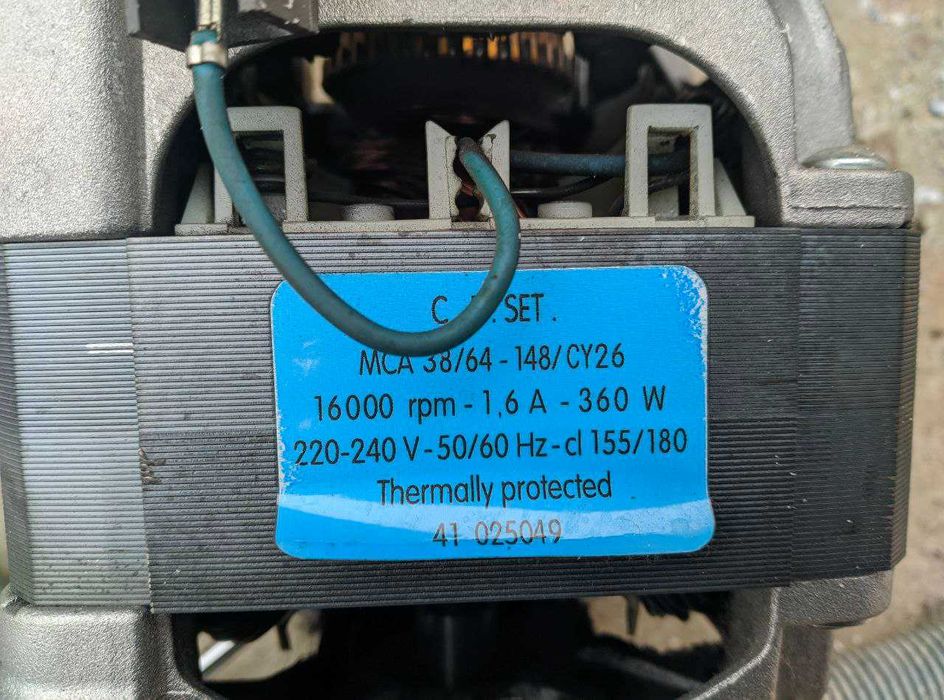 C. . SET.
MCA 38/64 - 148/CY26
16000 rpm - 1,6 A - 360 W
220-240 V - 50/60 Hz - cl 155/180
Thermally protected
41 025049